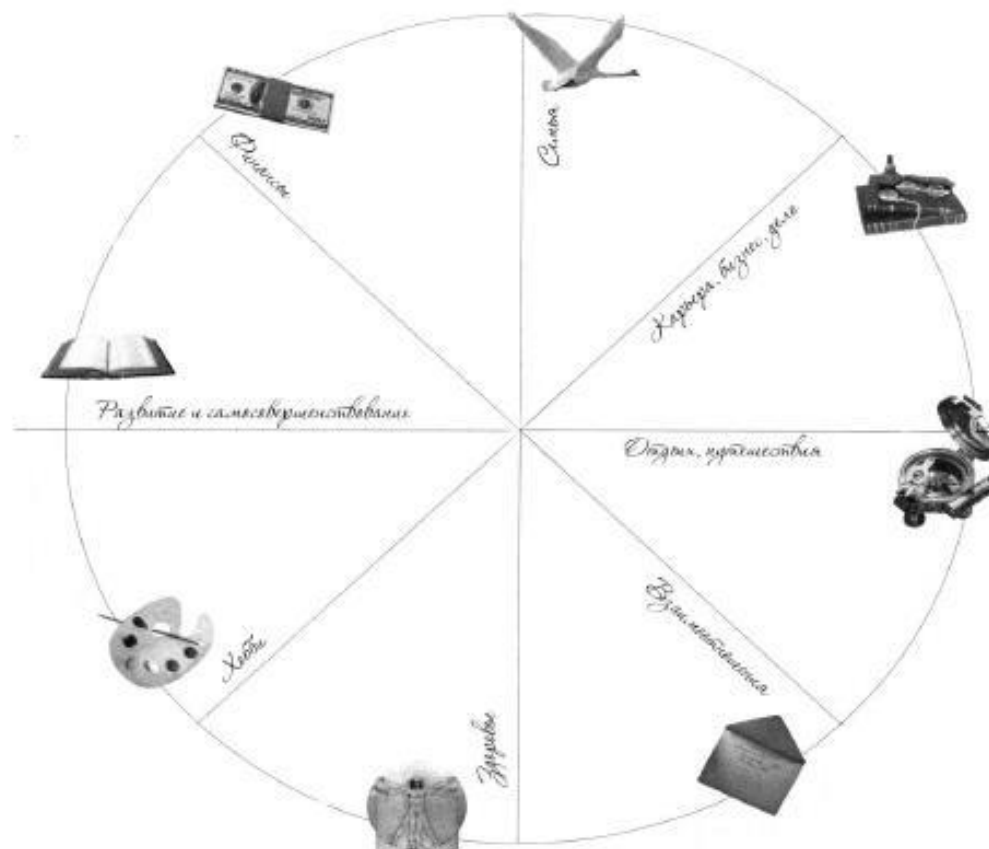 Финансы
Семья
Карьера, бизнес, дело
Развитие и самосовершенствование
Отдых, путешествия
Взаимоотношения
Хобби
Здоровье